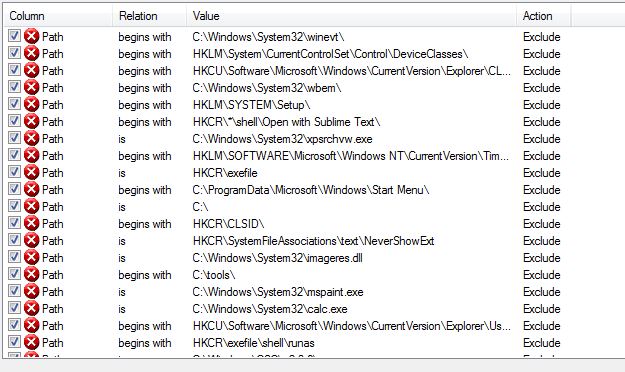 Column Relation Value Action
Path begins with C:\Windows\System32\winevt\ Exclude
Path begins with HKLM\System\CurrentControlSet\Control\DeviceClasses\ Exclude
Path begins with HKCU\Software\Microsoft\Windows\CurrentVersion\Explorer\CL... Exclude
Path begins with C:\Windows\System32\wbem\ Exclude
Path begins with HKLM\SYSTEM\Setup\ Exclude
Path begins with HKCR\*\shell\Open with Sublime Text\ Exclude
Path is C:\Windows\System32\xpsrchvw.exe Exclude
Path begins with HKLM\SOFTWARE\Microsoft\Windows NT\CurrentVersion\Tim... Exclude
Path is HKCR\exefile Exclude
Path begins with C:\ProgramData\Microsoft\Windows\Start Menu\ Exclude
Path is C:\ Exclude
Path begins with HKCR\CLSID\ Exclude
Path is HKCR\SystemFileAssociations\text\NeverShowExt Exclude
Path is C:\Windows\System32\imageres.dll Exclude
Path begins with C:\tools\ Exclude
Path is C:\Windows\System32\mspaint.exe Exclude
Path is C:\Windows\System32\calc.exe Exclude
Path begins with HKCU\Software\Microsoft\Windows\CurrentVersion\Explorer\Us... Exclude
Path begins with HKCR\exefile\shell\runas Exclude